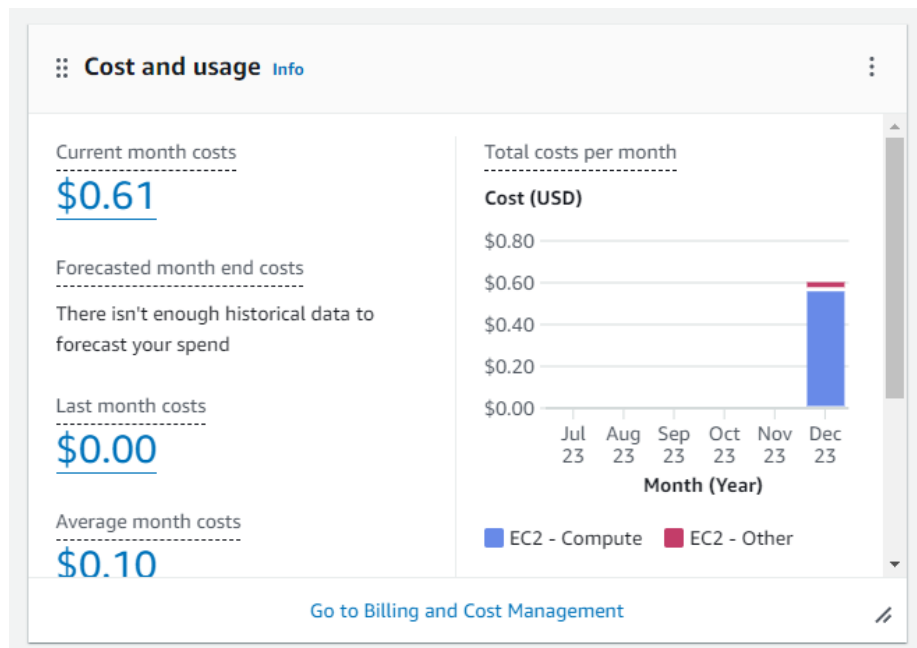 Cost and usage Info
Current month costs
$0.61
Forecasted month end costs
There isn't enough historical data to
forecast your spend
Last month costs
$0.00
Average month costs
$0.10
Total costs per month
Cost (USD)
$0.80
$0.60
$0.40
$0.20
$0.00
Jul Aug Sep Oct Nov Dec
23 23 23 23 23 23
Month (Year)
EC2 - Compute EC2 - Other
Go to Billing and Cost Management